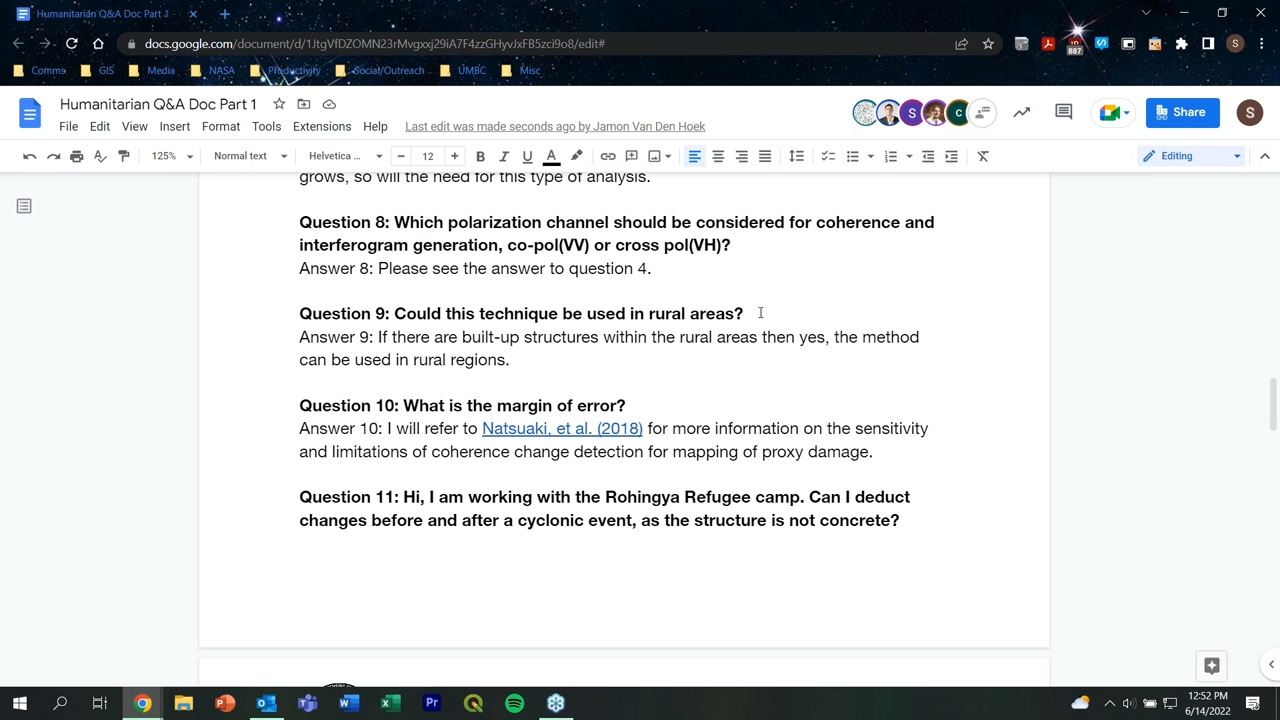 Humanitarian Q&A Doc Part 1 -
docs.google.com/document/d/1JtgVfDZOMN23rMvgxxj29iA7F4zzGHyvJxFB5zci9o8/edit#
887
S
Comms
GIS
Media
NASA
Productivity
Social/Outreach
UMBC
Misc
Humanitarian Q&A Doc Part 1
S
C
Share
S
File
Edit
View
Insert
Format
Tools
Extensions
Help
Last edit was made seconds ago by Jamon Van Den Hoek
125%
Normal text
Helvetica ...
12
B
I
U
A
Editing
grows, so will the need for this type of analysis.
Question 8: Which polarization channel should be considered for coherence and
interferogram generation, co-pol(VV) or cross pol(VH)?
Answer 8: Please see the answer to question 4.
Question 9: Could this technique be used in rural areas?
Answer 9: If there are built-up structures within the rural areas then yes, the method
can be used in rural regions.
Question 10: What is the margin of error?
Answer 10: I will refer to Natsuaki, et al. (2018) for more information on the sensitivity
and limitations of coherence change detection for mapping of proxy damage.
Question 11: Hi, I am working with the Rohingya Refugee camp. Can I deduct
changes before and after a cyclonic event, as the structure is not concrete?
12:52 PM
6/14/2022